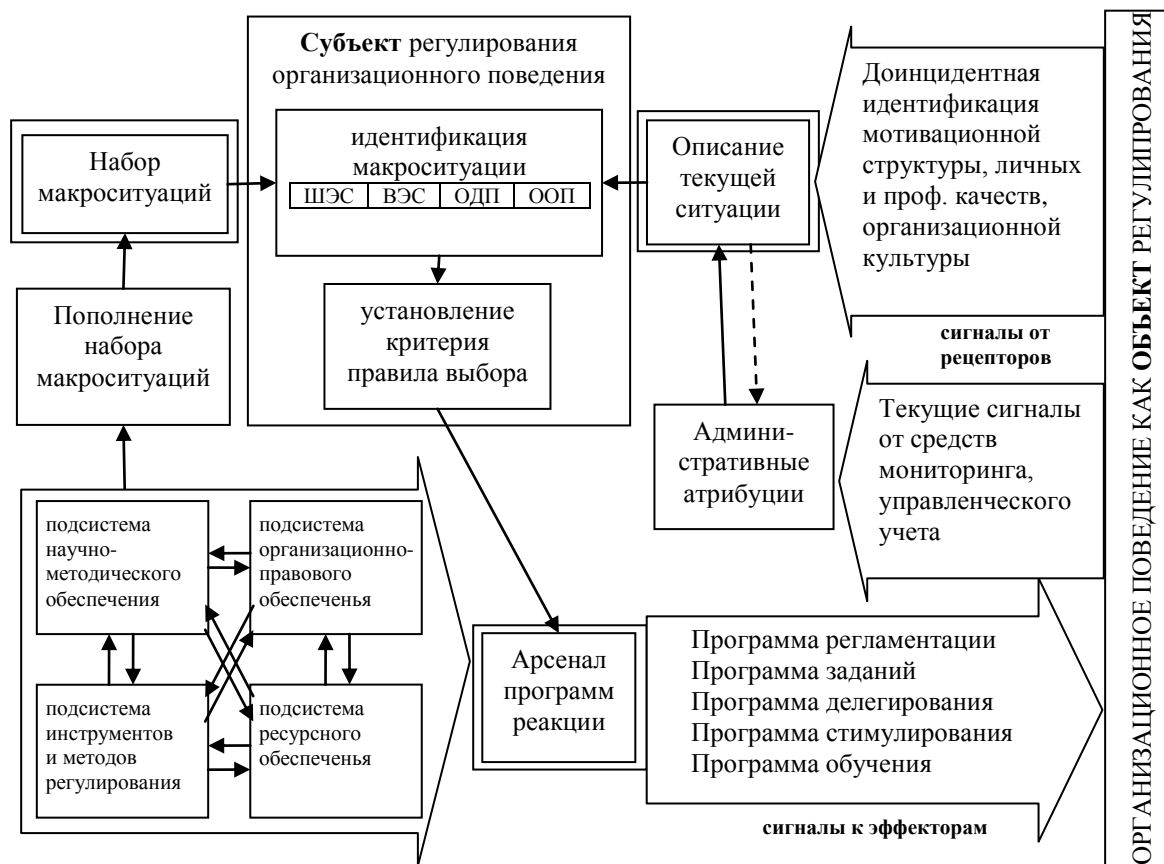 Субъект регулирования
организационного поведения
идентификация
макроситуации
ШЭС ВЭС ОДП ООП
установление
критерия
правила выбора
Набор
макроситуаций
Пополнение
набора
макроситуаций
Описание
текущей
ситуации
Админи-
стративные
атрибуции
Доинцидентная
идентификация
мотивационной
структуры, личных
и проф. качеств,
организационной
культуры
сигналы от
рецепторов
Текущие сигналы
от средств
мониторинга,
управленческого
учета
подсистема
научно-
методического
обеспечения
подсистема
организационно-
правового
обеспеченья
подсистема
инструментов
и методов
регулирования
подсистема
ресурсного
обеспеченья
Арсенал
программ
реакции
Программа регламентации
Программа заданий
Программа делегирования
Программа стимулирования
Программа обучения
сигналы к эффекторам
ОРГАНИЗАЦИОННОЕ ПОВЕДЕНИЕ КАК ОБЪЕКТ РЕГУЛИПРОВАНИЯ